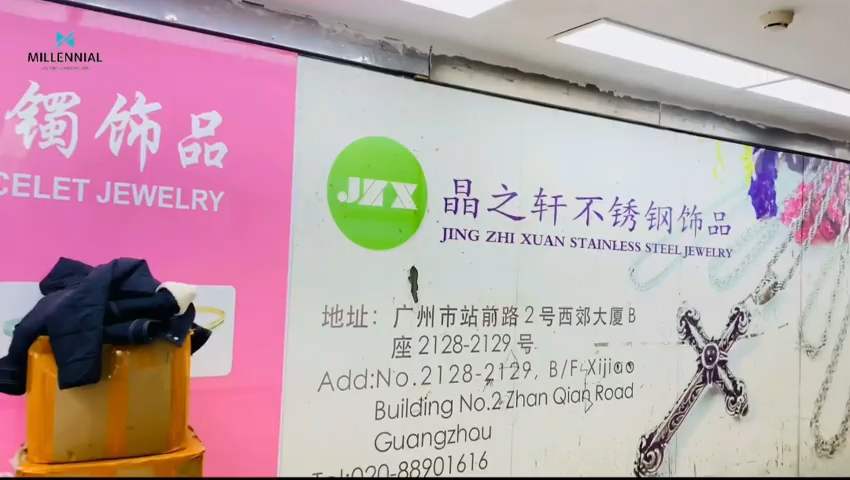 MILLENNIAL
镯饰品
CELET JEWELRY
JZX
晶之轩不锈钢饰品
JING ZHI XUAN STAINLESS STEEL JEWELRY
地址: 广州市站前路2号西郊大厦B
座2128-2129号
Add:No.2128-2129, B/F Xijiao
Building No.2 Zhan Qian Road
Guangzhou
Tel:020-88901616